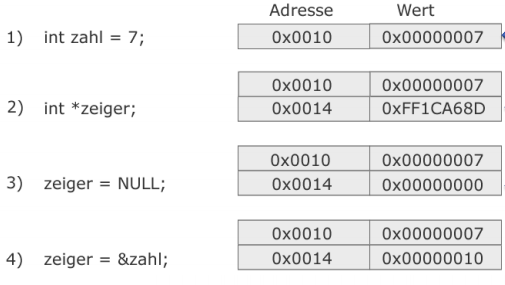 Adresse Wert
1) int zahl = 7; 0x0010 0x00000007
0x0010 0x00000007
2) int *zeiger; 0x0014 0xFF1CA68D
0x0010 0x00000007
3) zeiger = NULL; 0x0014 0x00000000
0x0010 0x00000007
4) zeiger = &zahl; 0x0014 0x00000010